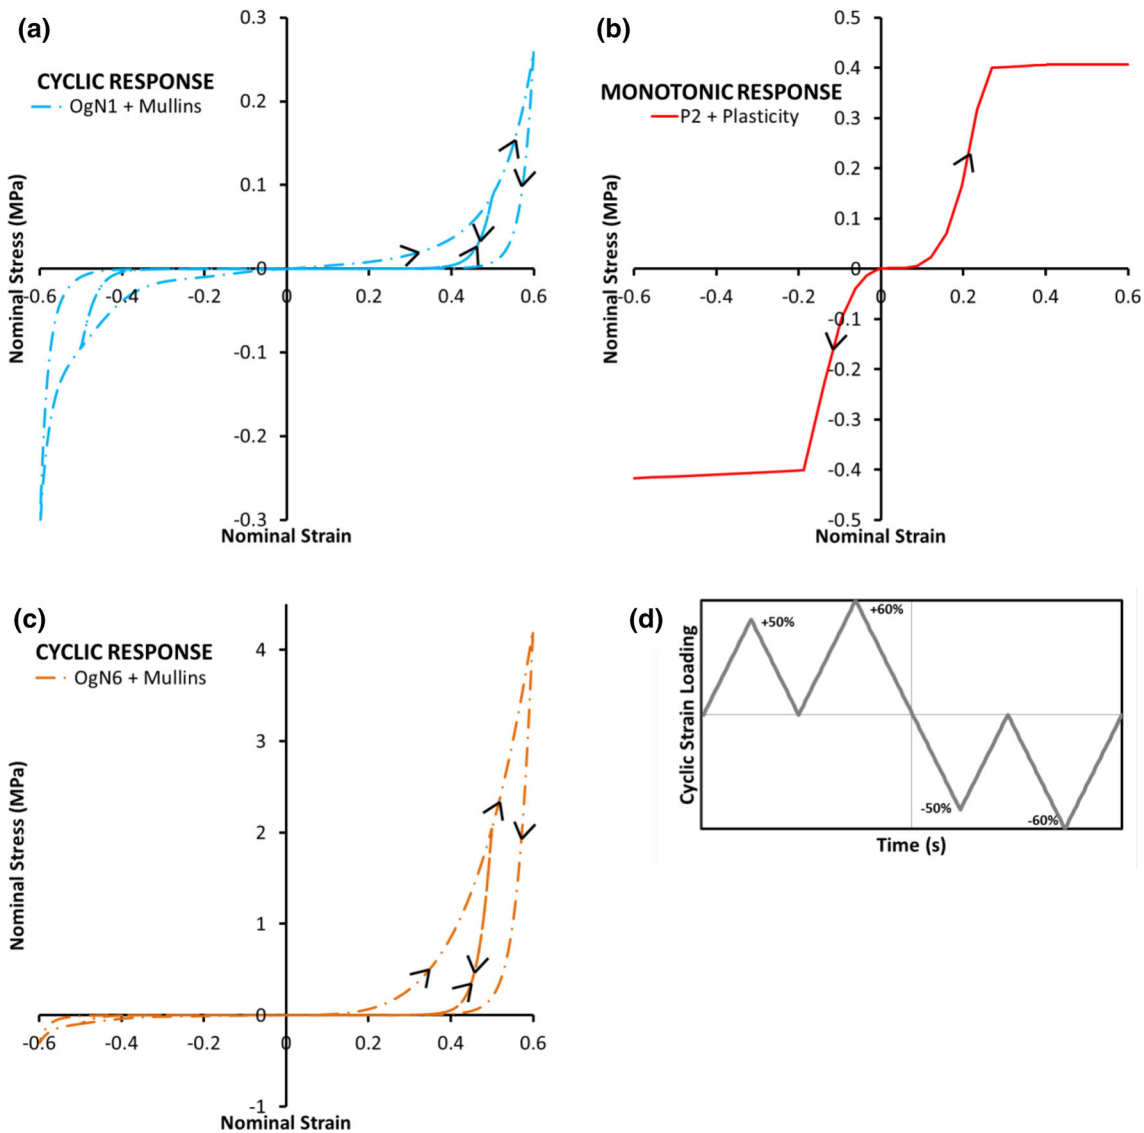 (a)
CYCLIC RESPONSE
OgN1 + Mullins
Nominal Stress (MPa)
0.3
0.2
0.1
0
-0.1
-0.2
-0.3
-0.6 -0.4 -0.2 0 0.2 0.4 0.6
Nominal Strain
(b)
MONOTONIC RESPONSE
P2 + Plasticity
Nominal Stress (MPa)
0.5
0.4
0.3
0.2
0.1
0
-0.1
-0.2
-0.3
-0.4
-0.5
-0.6 -0.4 -0.2 0 0.2 0.4 0.6
Nominal Strain
(c)
CYCLIC RESPONSE
OgN6 + Mullins
Nominal Stress (MPa)
4
3
2
1
0
-1
-0.6 -0.4 -0.2 0 0.2 0.4 0.6
Nominal Strain
(d)
Cyclic Strain Loading
+50%
+60%
-50%
-60%
Time (s)